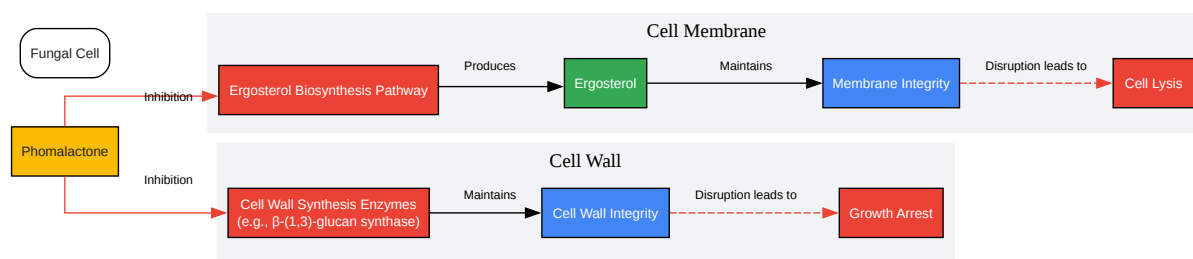 Cell Membrane
Fungal Cell
Inhibition
Ergosterol Biosynthesis Pathway
Produces
Ergosterol
Maintains
Membrane Integrity
Disruption leads to
Cell Lysis
Phomalactone
Cell Wall
Inhibition
Cell Wall Synthesis Enzymes
(e.g., β-(1,3)-glucan synthase)
Maintains
Cell Wall Integrity
Disruption leads to
Growth Arrest